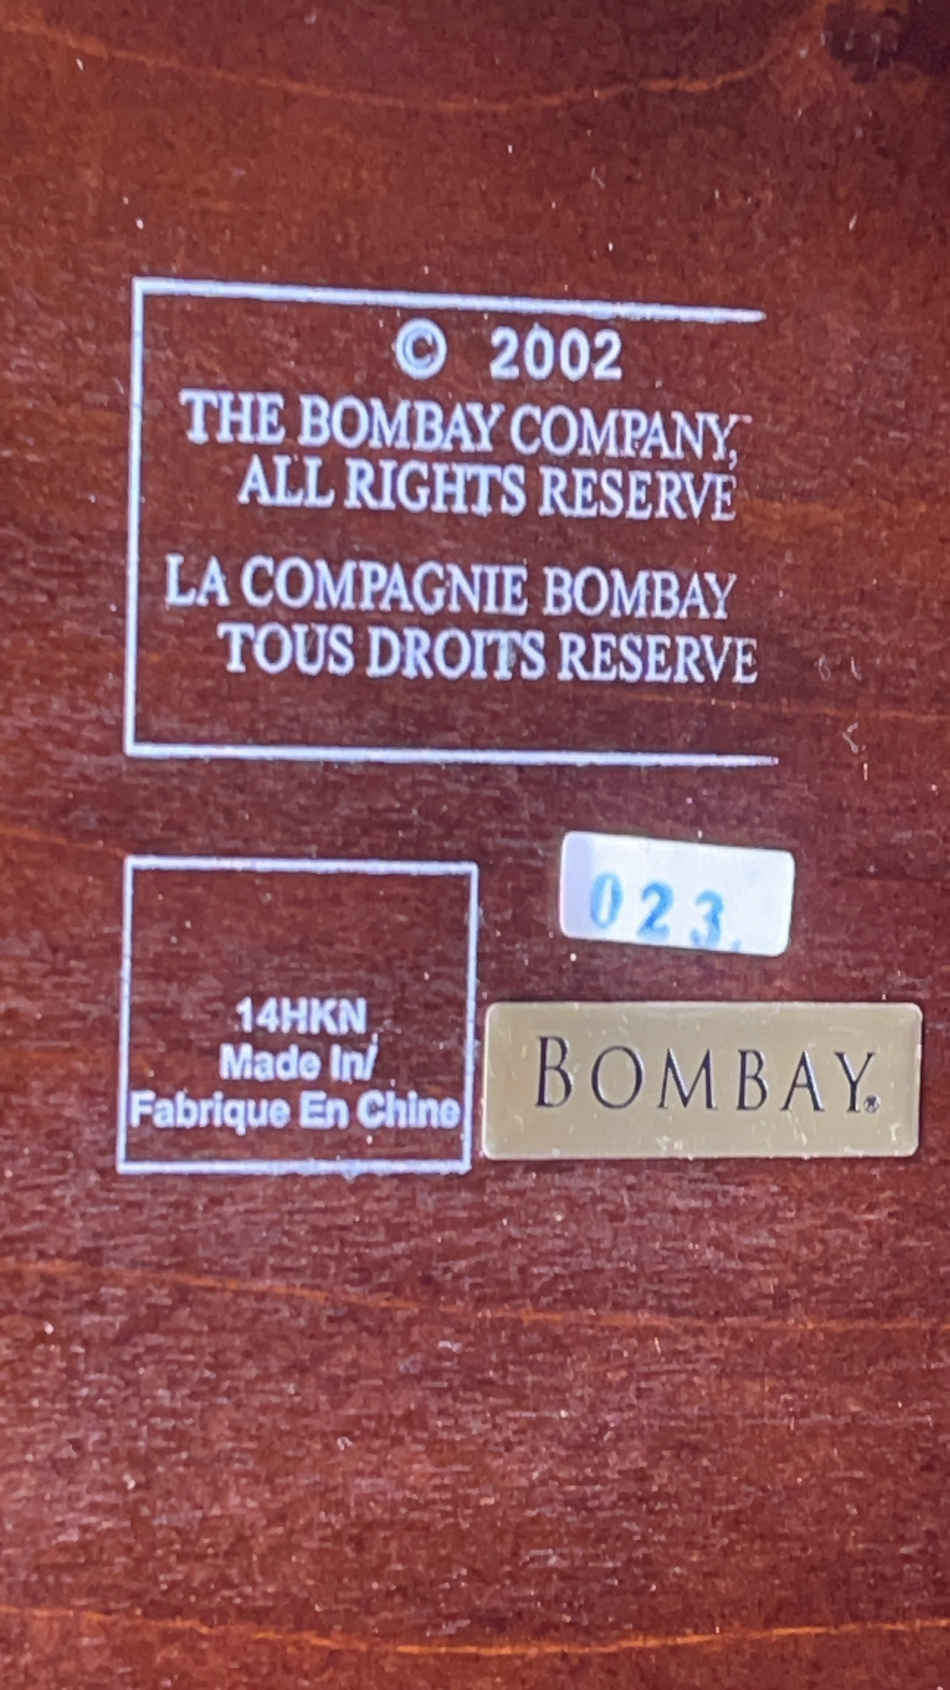 © 2002
THE BOMBAY COMPANY,
ALL RIGHTS RESERVE
LA COMPAGNIE BOMBAY
TOUS DROITS RESERVE
023.
14HKN
Made In/
Fabrique En Chine
BOMBAY®